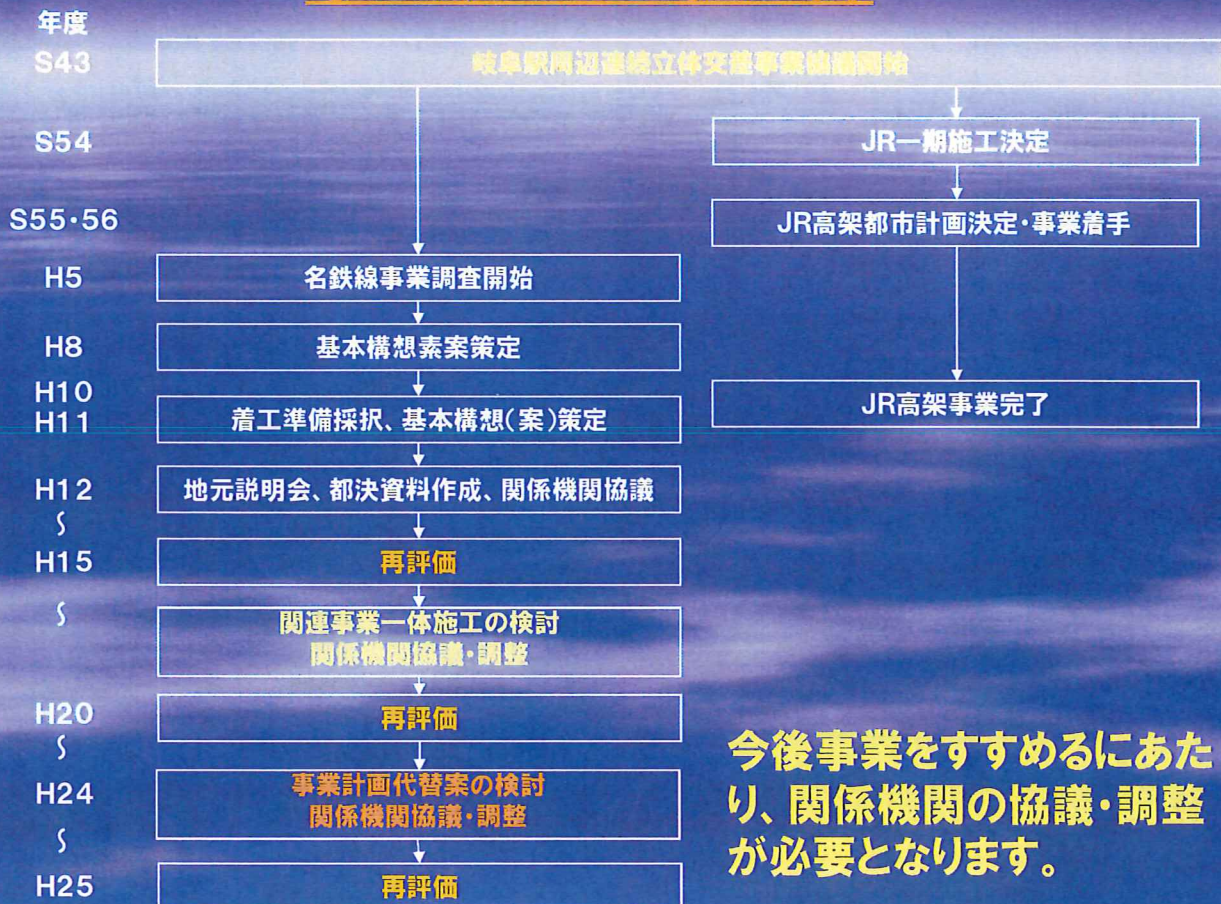 年度
S43
岐阜駅周辺連続立体交差事業協議開始
S54
JR一期施工決定
S55・56
JR高架都市計画決定・事業着手
H5
名鉄線事業調査開始
H8
基本構想素案策定
H10
H11
着工準備採択、基本構想(案)策定
JR高架事業完了
H12
地元説明会、都決資料作成、関係機関協議
〜
H15
再評価
〜
関連事業一体施工の検討
関係機関協議・調整
H20
再評価
〜
H24
事業計画代替案の検討
関係機関協議・調整
〜
H25
再評価
今後事業をすすめるにあた
り、関係機関の協議・調整
が必要となります。